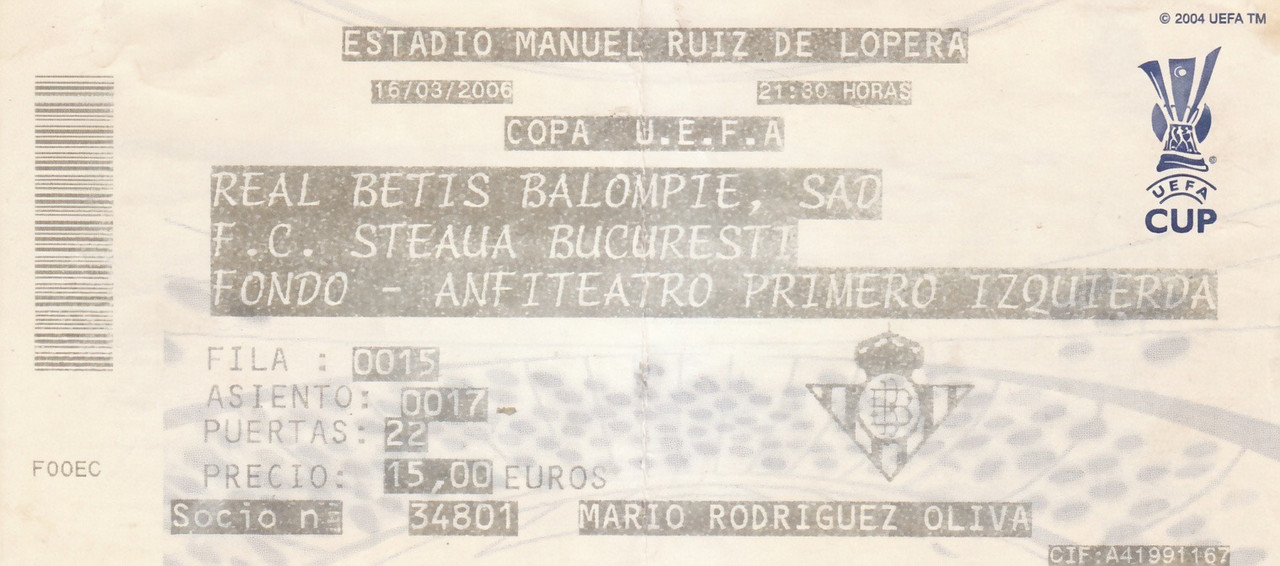 © 2004 UEFA TM
ESTADIO MANUEL RUIZ DE LOPERA
16/03/2006 21:30 HORAS
COPA U.E.F.A
UEFA
CUP
REAL BETIS BALOMPIE, SAD
F.C. STEAUA BUCURESTI
FONDO - ANFITEATRO PRIMERO IZQUIERDA
FILA : 0015
ASIENTO: 0017
PUERTAS: 22
F00EC
PRECIO: 15,00 EUROS
Socio nº 34801 MARIO RODRIGUEZ OLIVA
CIF:A41991167